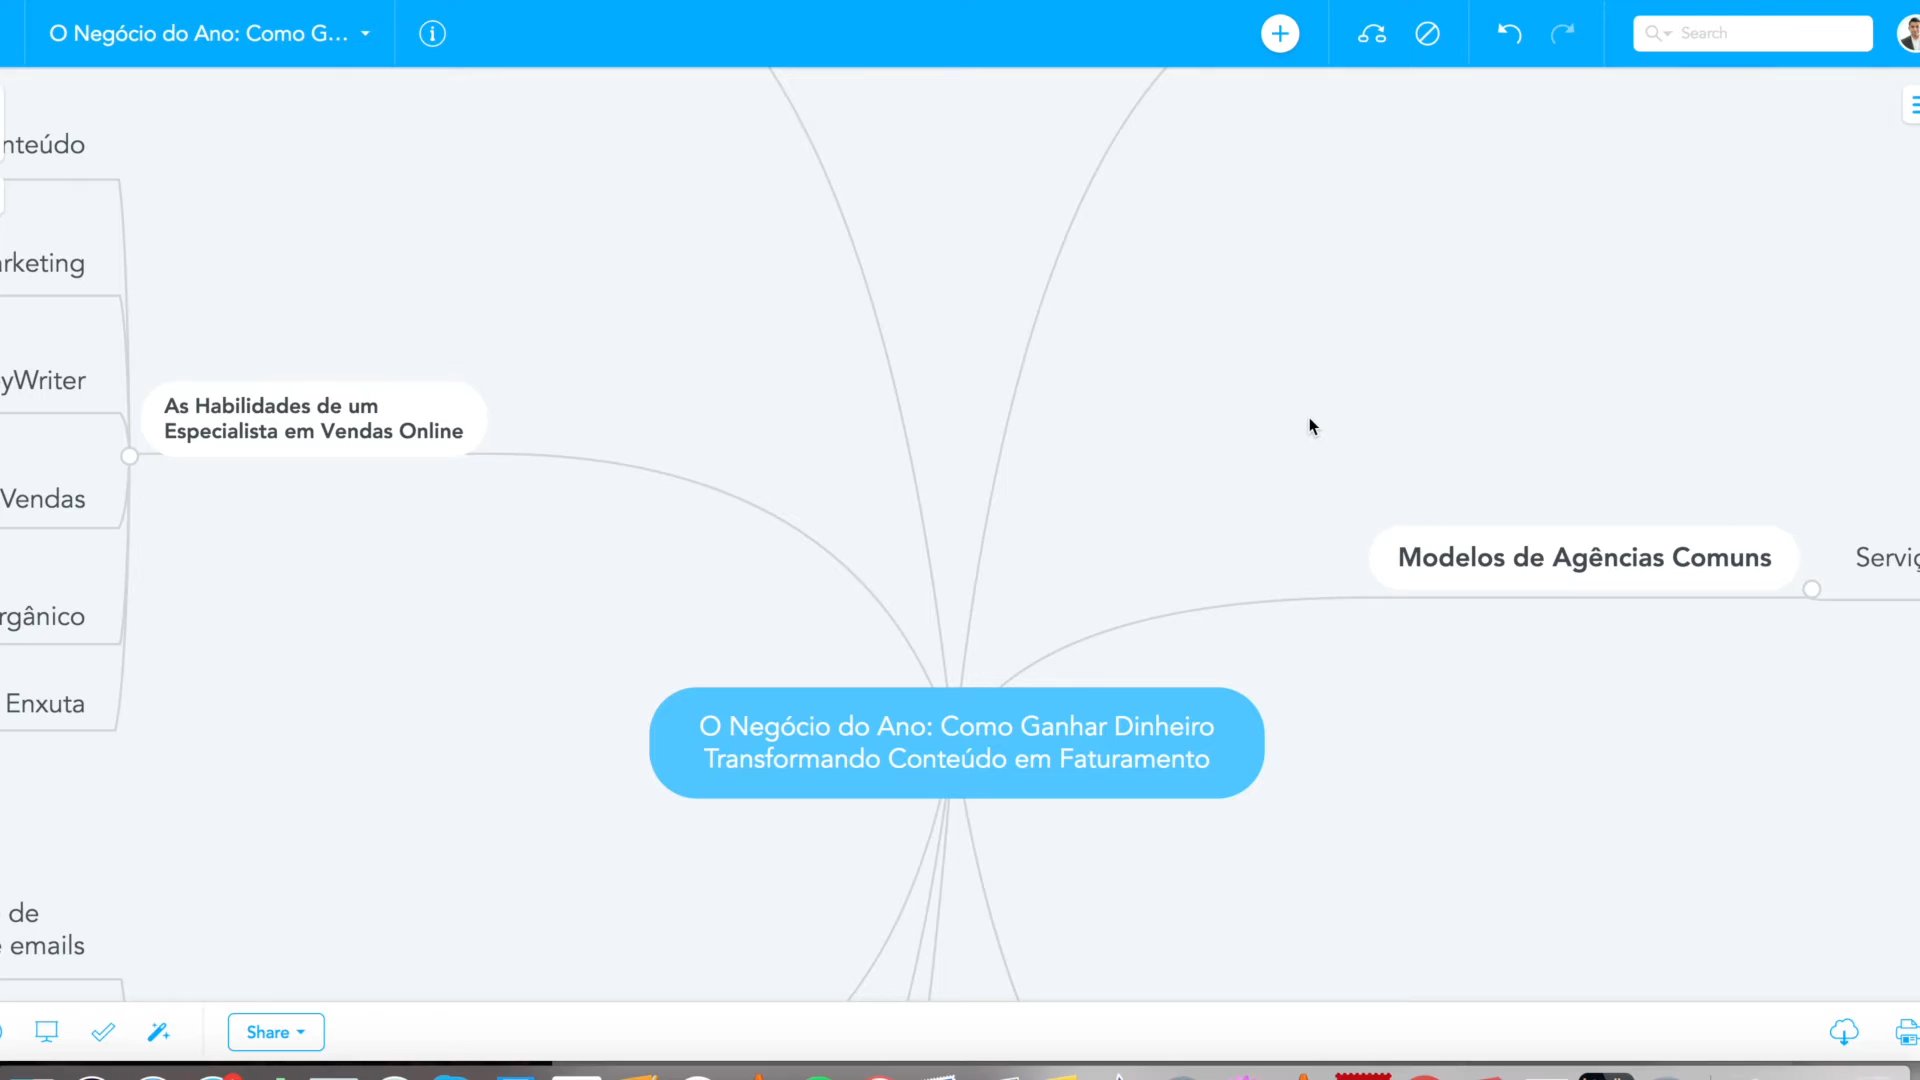 O Negócio do Ano: Como G...
Search
nteúdo
rketing
yWriter
Vendas
rgânico
Enxuta
de
emails
As Habilidades de um
Especialista em Vendas Online
Modelos de Agências Comuns
Serviç
O Negócio do Ano: Como Ganhar Dinheiro
Transformando Conteúdo em Faturamento
Share